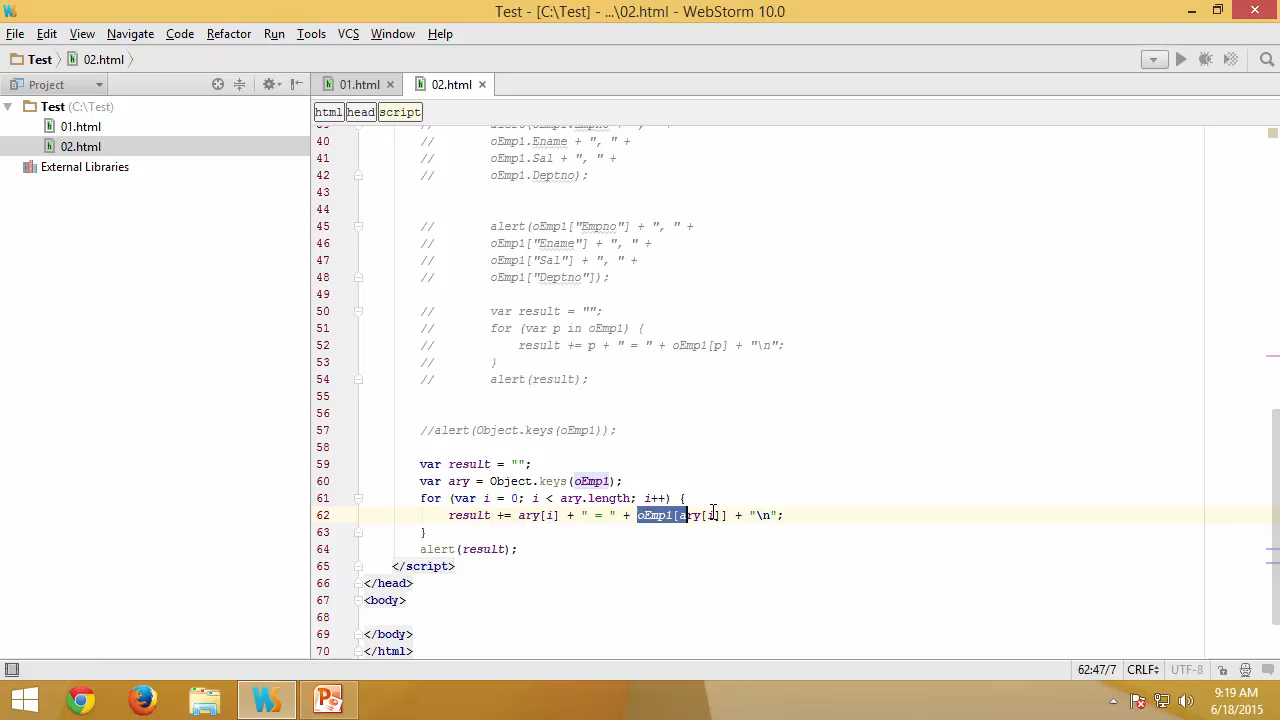 Test - [C:\Test] - ...\02.html - WebStorm 10.0
File Edit View Navigate Code Refactor Run Tools VCS Window Help
Test 02.html
Project 01.html 02.html
Test (C:\Test)
01.html
02.html
External Libraries
html head script
// alert(oEmp1.Empno + ", " +
40 // oEmp1.Ename + ", " +
41 // oEmp1.Sal + ", " +
42 // oEmp1.Deptno);
43
44
45 // alert(oEmp1["Empno"] + ", " +
46 // oEmp1["Ename"] + ", " +
47 // oEmp1["Sal"] + ", " +
48 // oEmp1["Deptno"]);
49
50 // var result = "";
51 // for (var p in oEmp1) {
52 // result += p + " = " + oEmp1[p] + "\n";
53 // }
54 // alert(result);
55
56
57 //alert(Object.keys(oEmp1));
58
59 var result = "";
60 var ary = Object.keys(oEmp1);
61 for (var i = 0; i < ary.length; i++) {
62 result += ary[i] + " = " + oEmp1[ary[i]] + "\n";
63 }
64 alert(result);
65 </script>
66 </head>
67 <body>
68
69 </body>
70 </html>
62:47/7 CRLF UTF-8
9:19 AM
6/18/2015